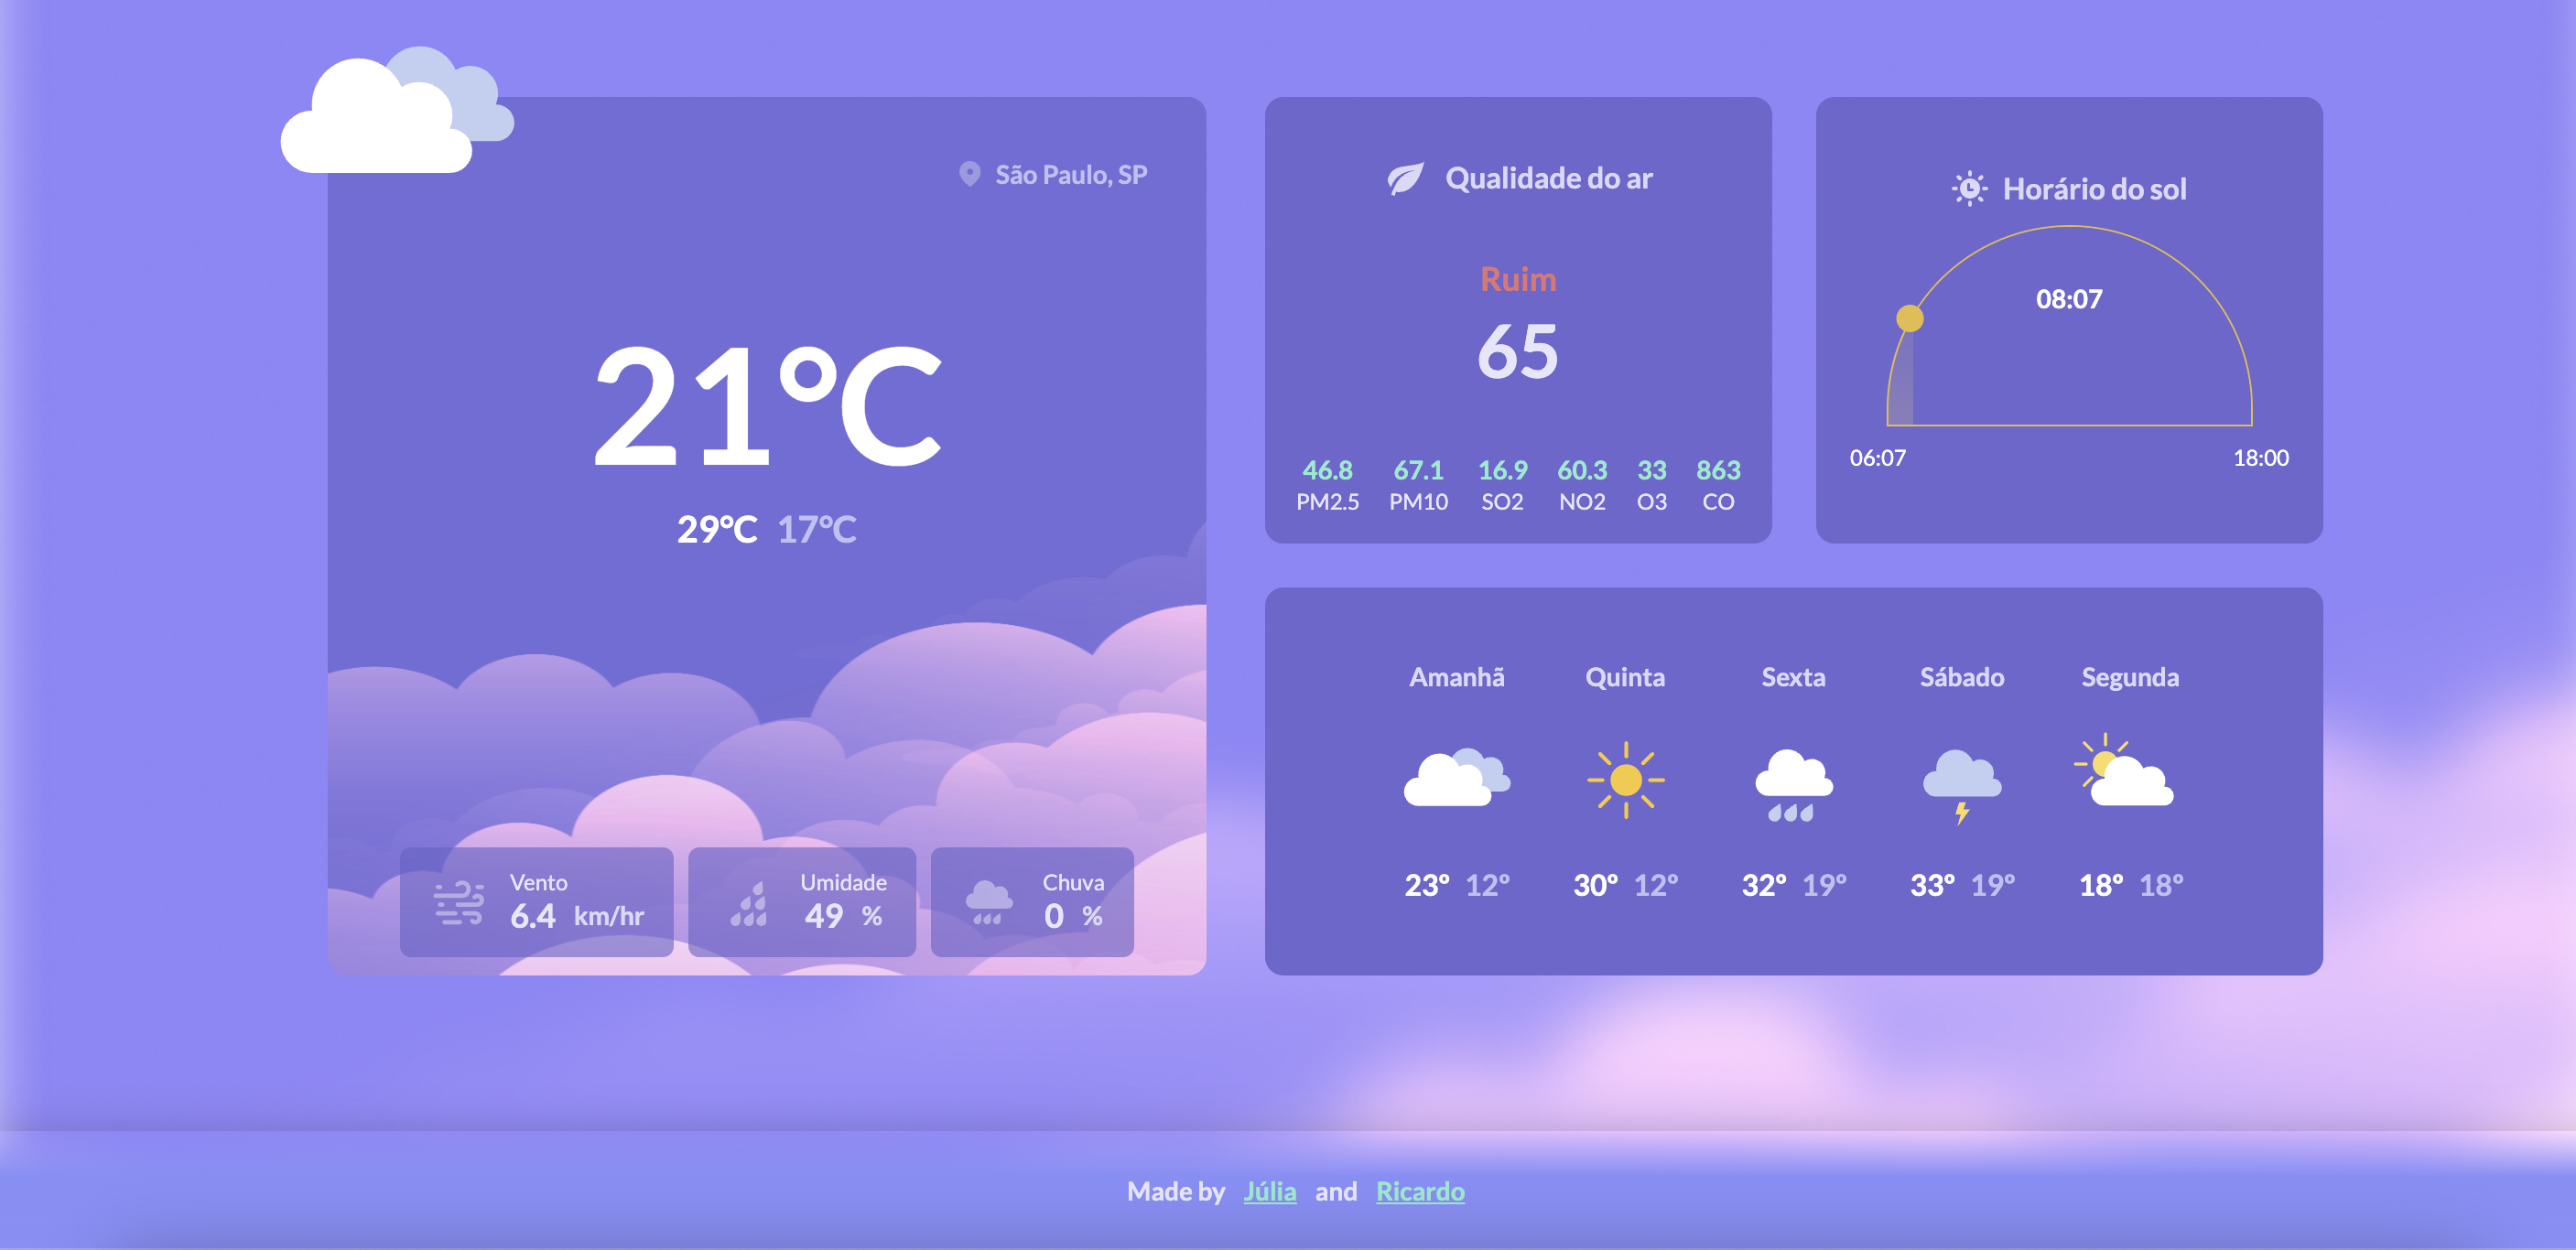 São Paulo, SP
21°C
29°C 17°C
Vento
6.4 km/hr
Umidade
49 %
Chuva
0 %
Qualidade do ar
Ruim
65
46.8 67.1 16.9 60.3 33 863
PM2.5 PM10 SO2 NO2 O3 CO
Horário do sol
08:07
06:07 18:00
Amanhã Quinta Sexta Sábado Segunda
23° 12° 30° 12° 32° 19° 33° 19° 18° 18°
Made by Júlia and Ricardo